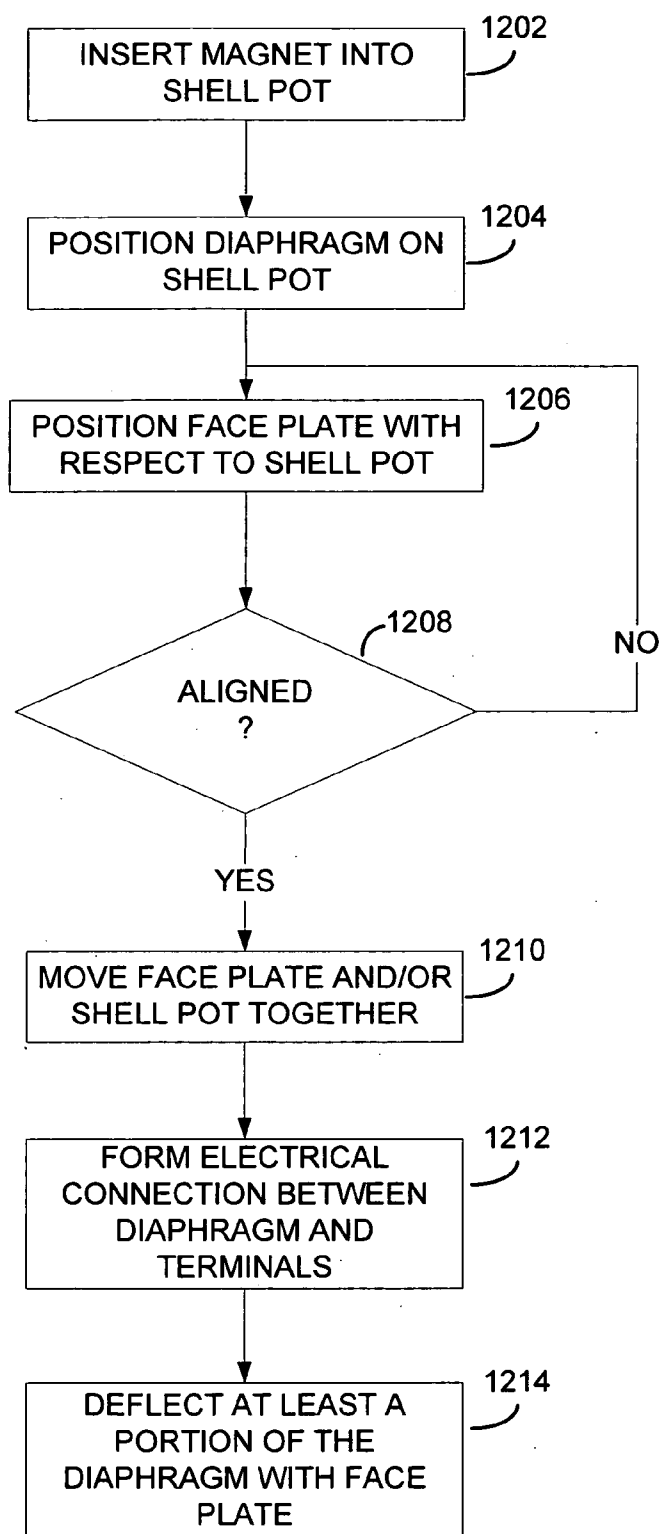 1202
INSERT MAGNET INTO
SHELL POT
1204
POSITION DIAPHRAGM ON
SHELL POT
1206
POSITION FACE PLATE WITH
RESPECT TO SHELL POT
1208
ALIGNED
?
NO
YES
1210
MOVE FACE PLATE AND/OR
SHELL POT TOGETHER
1212
FORM ELECTRICAL
CONNECTION BETWEEN
DIAPHRAGM AND
TERMINALS
1214
DEFLECT AT LEAST A
PORTION OF THE
DIAPHRAGM WITH FACE
PLATE